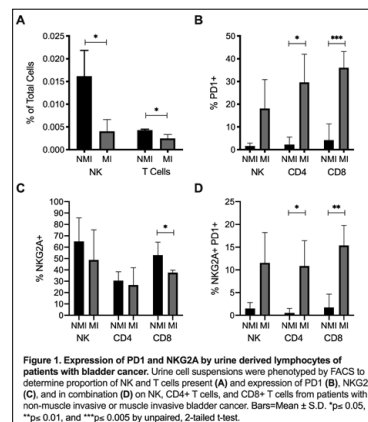 A
% of Total Cells
0.025
0.020
0.015
0.010
0.005
0.000
*
*
NMI MI NMI MI
NK T Cells
B
% PD1+
50
40
30
20
10
0
*
***
NMI MI NMI MI NMI MI
NK CD4 CD8
C
% NKG2A+
100
90
80
70
60
50
40
30
20
10
0
*
NMI MI NMI MI NMI MI
NK CD4 CD8
D
% NKG2A+ PD1+
25
20
15
10
5
0
*
**
NMI MI NMI MI NMI MI
NK CD4 CD8
Figure 1. Expression of PD1 and NKG2A by urine derived lymphocytes of
patients with bladder cancer. Urine cell suspensions were phenotyped by FACS to
determine proportion of NK and T cells present (A) and expression of PD1 (B), NKG2
(C), and in combination (D) on NK, CD4+ T cells, and CD8+ T cells from patients with
non-muscle invasive or muscle invasive bladder cancer. Bars=Mean ± S.D. *p≤ 0.05,
**p≤ 0.01, and ***p≤ 0.005 by unpaired, 2-tailed t-test.